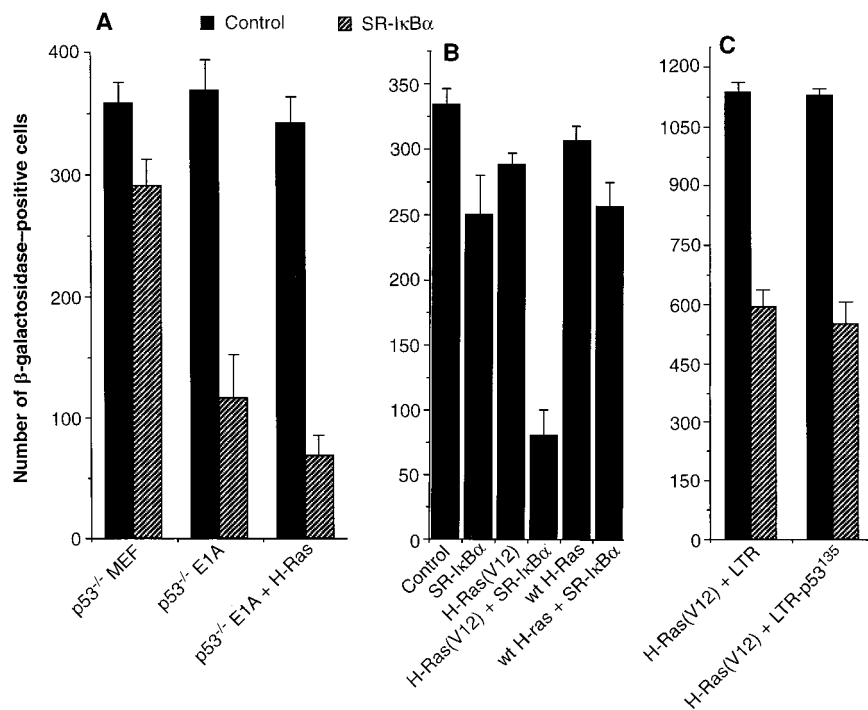 A
Control
SR-IκBα
B
C
Number of β-galactosidase–positive cells
400
300
200
100
0
350
300
250
200
150
100
50
0
1200
1050
900
750
600
450
300
150
0
p53-/- MEF
p53-/- E1A
p53-/- E1A + H-Ras
Control
SR-IκBα
H-Ras(V12)
H-Ras(V12) + SR-IκBα
wt H-Ras
wt H-ras + SR-IκBα
H-Ras(V12) + LTR
H-Ras(V12) + LTR-p53135